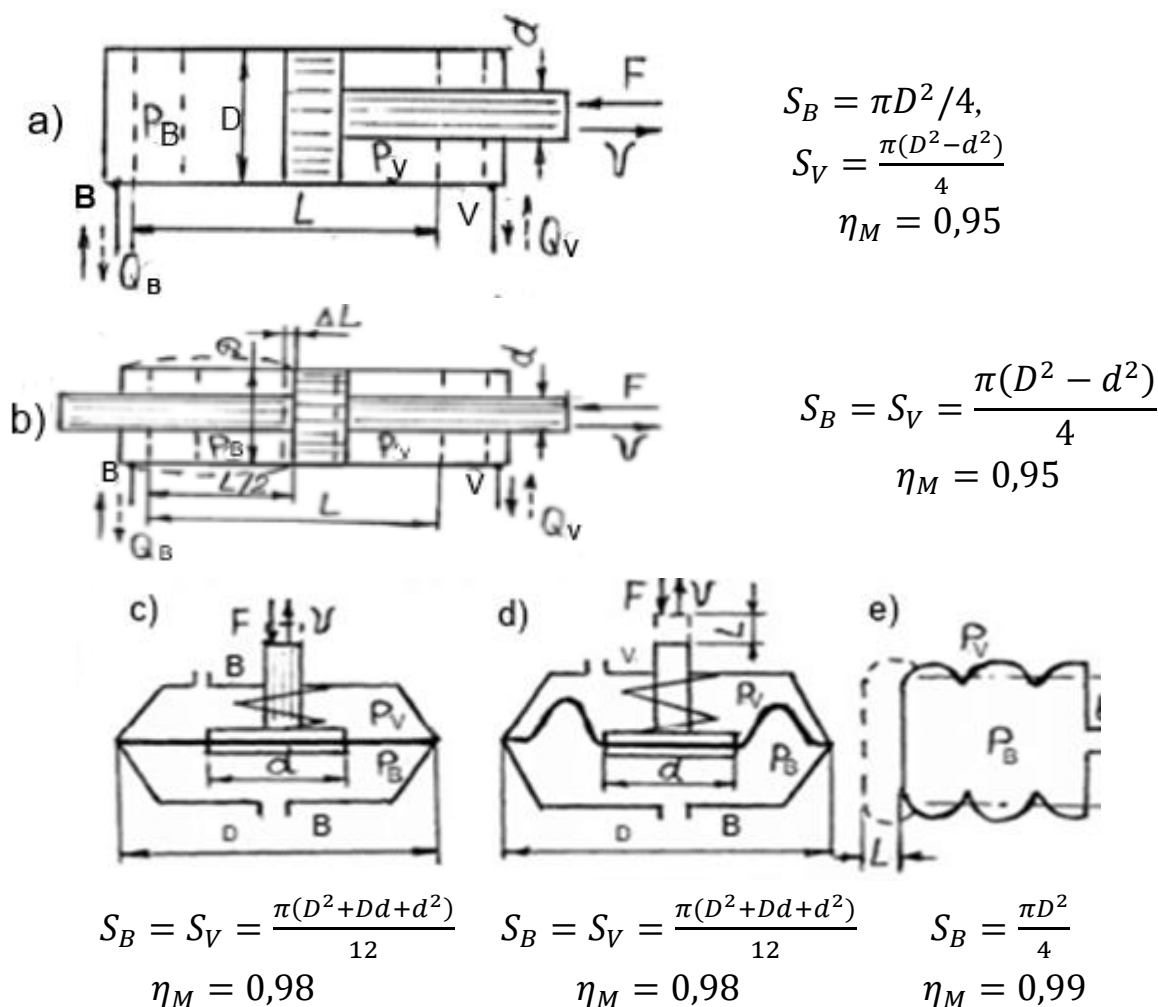 a)
P_B
D
P_y
d
F
v
B
L
V
Q_B
Q_V
S_B = πD²/4,
S_V = π(D²−d²)/4
η_M = 0,95
b)
ΔL
d
F
v
P_B
P_v
B
L/2
L
V
Q_B
Q_V
S_B = S_V = π(D² − d²)/4
η_M = 0,95
c)
F v
B
P_V
d
P_B
D
B
S_B = S_V = π(D²+Dd+d²)/12
η_M = 0,98
d)
F v
L
V
P_V
d
P_B
D
B
S_B = S_V = π(D²+Dd+d²)/12
η_M = 0,98
e)
P_V
P_B
L
S_B = πD²/4
η_M = 0,99